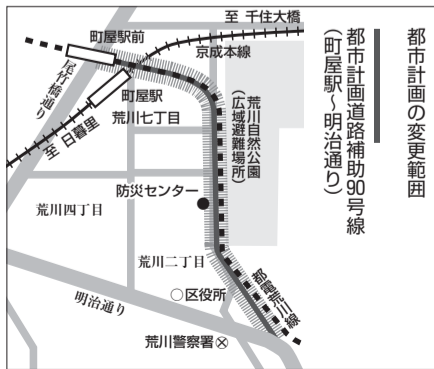 都市計画の変更範囲
都市計画道路補助90号線
(町屋駅〜明治通り)
至 千住大橋
町屋駅前
京成本線
尾竹橋通り
町屋駅
至 日暮里
荒川七丁目
荒川自然公園
(広域避難場所)
防災センター
荒川四丁目
荒川二丁目
明治通り
区役所
都電荒川線
荒川警察署